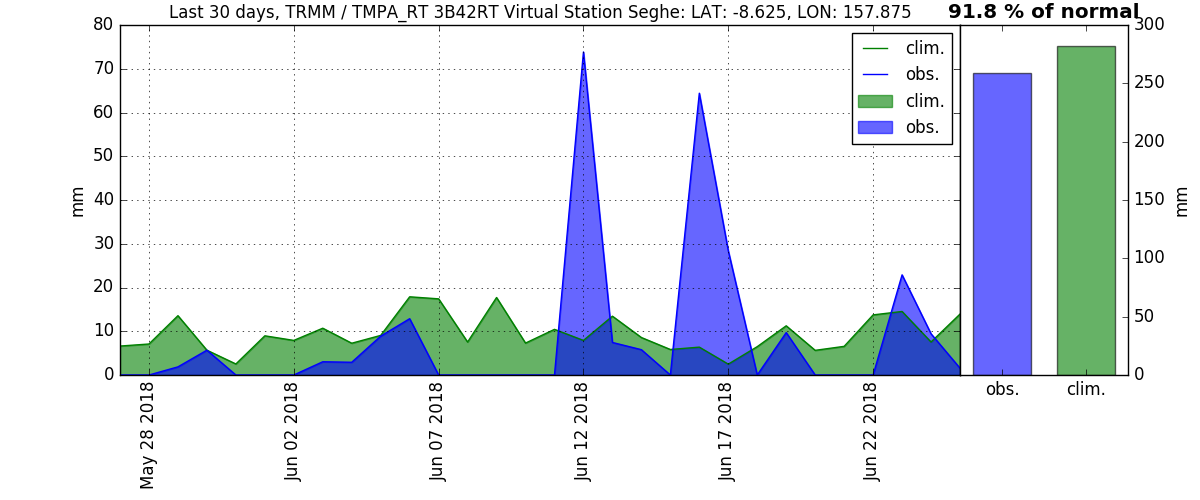 Last 30 days, TRMM / TMPA_RT 3B42RT Virtual Station Seghe: LAT: -8.625, LON: 157.875
91.8 % of normal
80
70
60
50
40
30
20
10
0
mm
clim.
obs.
clim.
obs.
300
250
200
150
100
50
0
mm
May 28 2018
Jun 02 2018
Jun 07 2018
Jun 12 2018
Jun 17 2018
Jun 22 2018
obs.
clim.